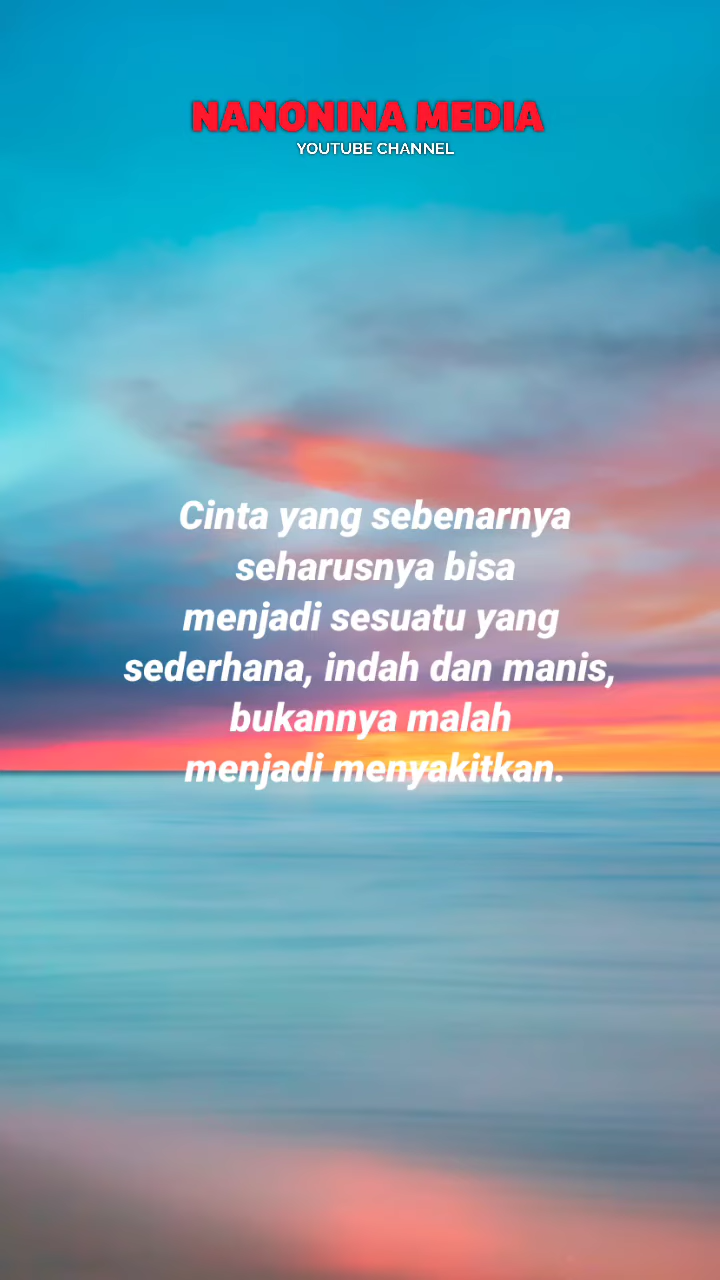 NANONINA MEDIA
YOUTUBE CHANNEL
Cinta yang sebenarnya
seharusnya bisa
menjadi sesuatu yang
sederhana, indah dan manis,
bukannya malah
menjadi menyakitkan.